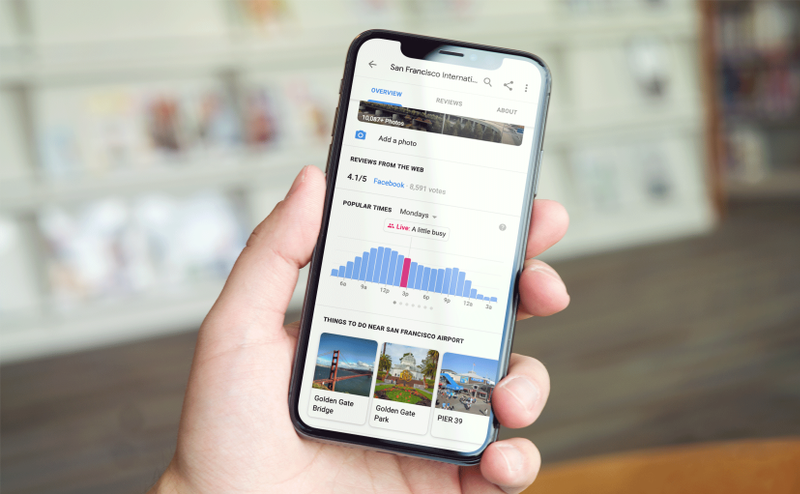 San Francisco Internati...
OVERVIEW
REVIEWS
ABOUT
10,087+ Photos
Add a photo
REVIEWS FROM THE WEB
4.1/5 Facebook · 8,591 votes
POPULAR TIMES Mondays
Live: A little busy
6a 9a 12p 3p 6p 9p 12a 3a
THINGS TO DO NEAR SAN FRANCISCO AIRPORT
Golden Gate
Bridge
Golden Gate
Park
PIER 39